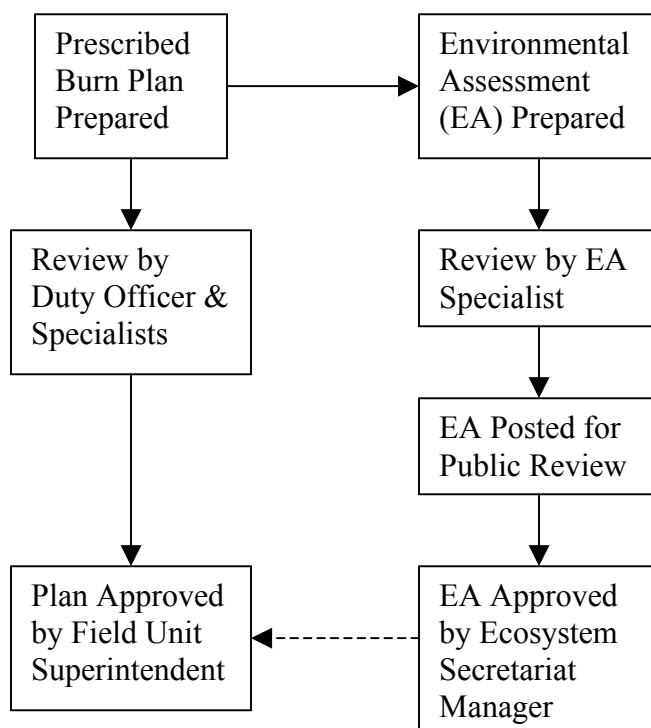 Prescribed
Burn Plan
Prepared
Environmental
Assessment
(EA) Prepared
Review by
Duty Officer &
Specialists
Review by EA
Specialist
EA Posted for
Public Review
Plan Approved
by Field Unit
Superintendent
EA Approved
by Ecosystem
Secretariat
Manager